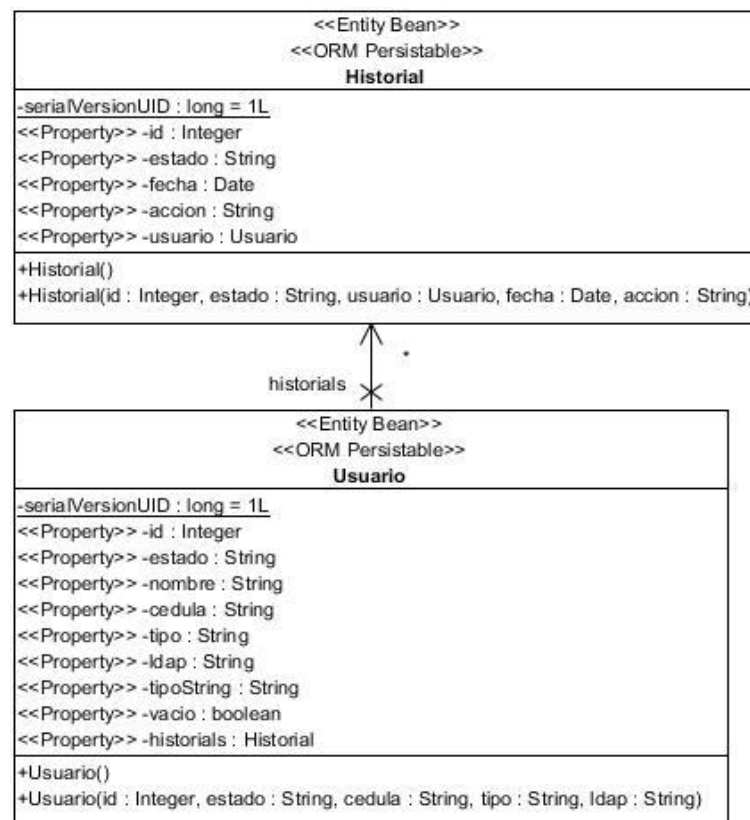 <<Entity Bean>>
<<ORM Persistable>>
Historial
-serialVersionUID : long = 1L
<<Property>> -id : Integer
<<Property>> -estado : String
<<Property>> -fecha : Date
<<Property>> -accion : String
<<Property>> -usuario : Usuario
+Historial()
+Historial(id : Integer, estado : String, usuario : Usuario, fecha : Date, accion : String)
*
historials
<<Entity Bean>>
<<ORM Persistable>>
Usuario
-serialVersionUID : long = 1L
<<Property>> -id : Integer
<<Property>> -estado : String
<<Property>> -nombre : String
<<Property>> -cedula : String
<<Property>> -tipo : String
<<Property>> -ldap : String
<<Property>> -tipoString : String
<<Property>> -vacio : boolean
<<Property>> -historials : Historial
+Usuario()
+Usuario(id : Integer, estado : String, cedula : String, tipo : String, ldap : String)